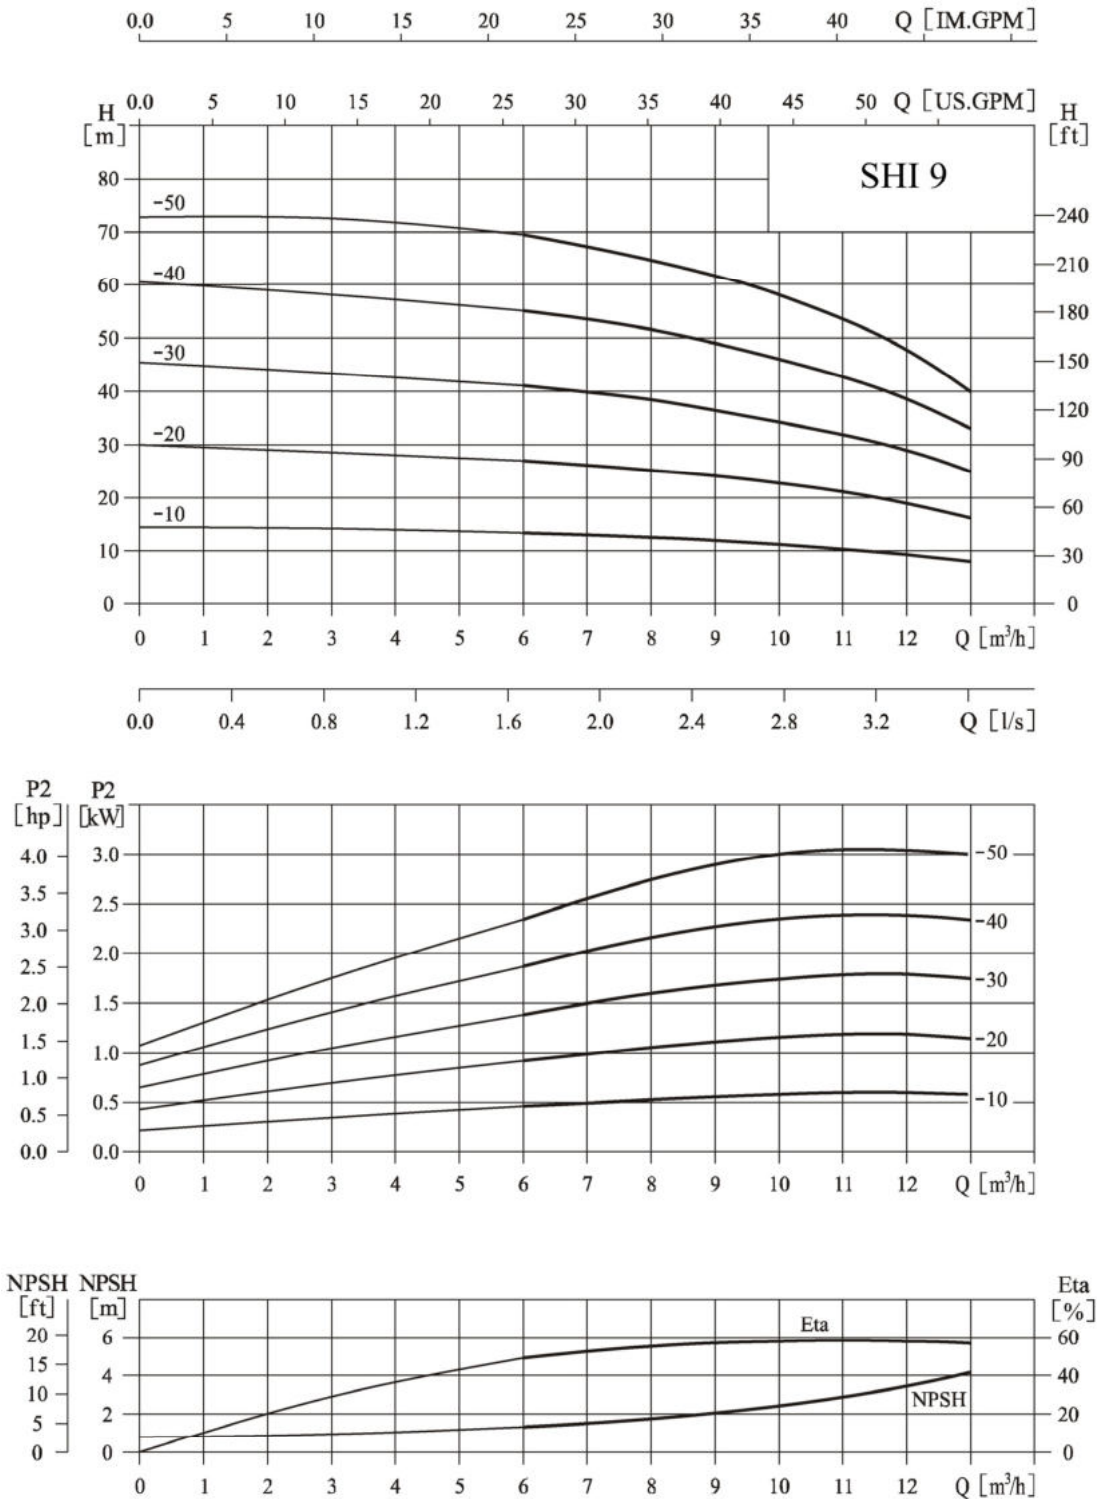 0 5 10 15 20 25 30 35 40 Q [IM.GPM]
0.0 5 10 15 20 25 30 35 40 45 50 Q [US.GPM]
H
[m]
H
[ft]
SHI 9
80
70
60
50
40
30
20
10
0
-50
-40
-30
-20
-10
240
210
180
150
120
90
60
30
0
0 1 2 3 4 5 6 7 8 9 10 11 12 Q [m³/h]
0.0 0.4 0.8 1.2 1.6 2.0 2.4 2.8 3.2 Q [l/s]
P2
[hp]
P2
[kW]
4.0
3.5
3.0
2.5
2.0
1.5
1.0
0.5
0.0
3.0
2.5
2.0
1.5
1.0
0.5
0.0
-50
-40
-30
-20
-10
0 1 2 3 4 5 6 7 8 9 10 11 12 Q [m³/h]
NPSH
[ft]
NPSH
[m]
Eta
[%]
20
15
10
5
0
6
4
2
0
Eta
NPSH
60
40
20
0
0 1 2 3 4 5 6 7 8 9 10 11 12 Q [m³/h]